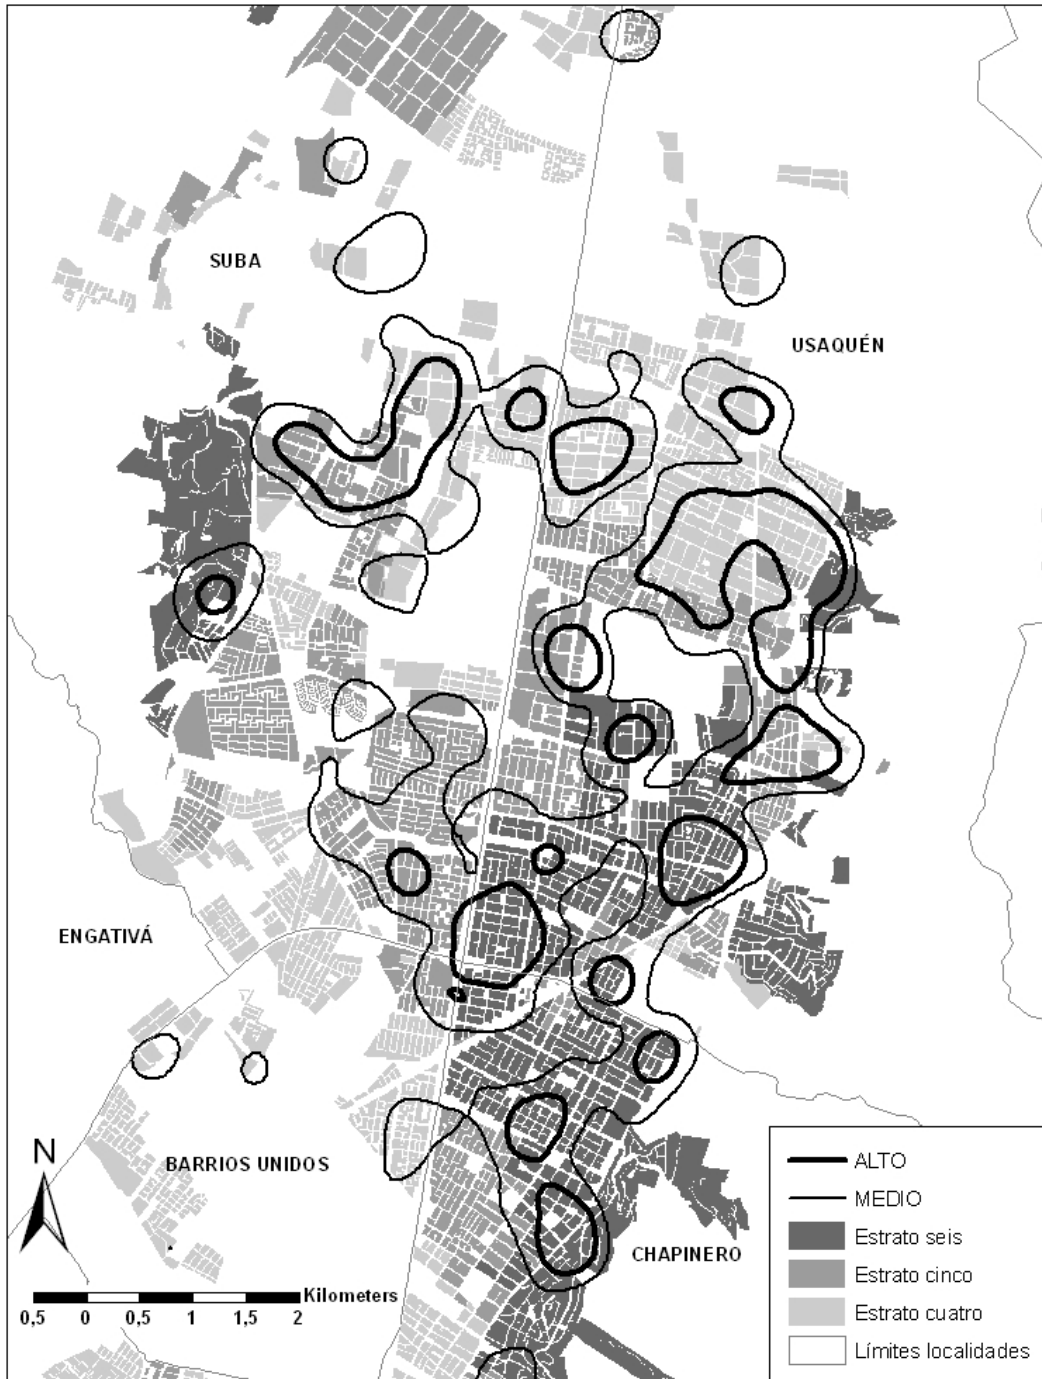 SUBA
USAQUÉN
ENGATIVÁ
BARRIOS UNIDOS
CHAPINERO
N
Kilometers
0,5 0 0,5 1 1,5 2
ALTO
MEDIO
Estrato seis
Estrato cinco
Estrato cuatro
Límites localidades